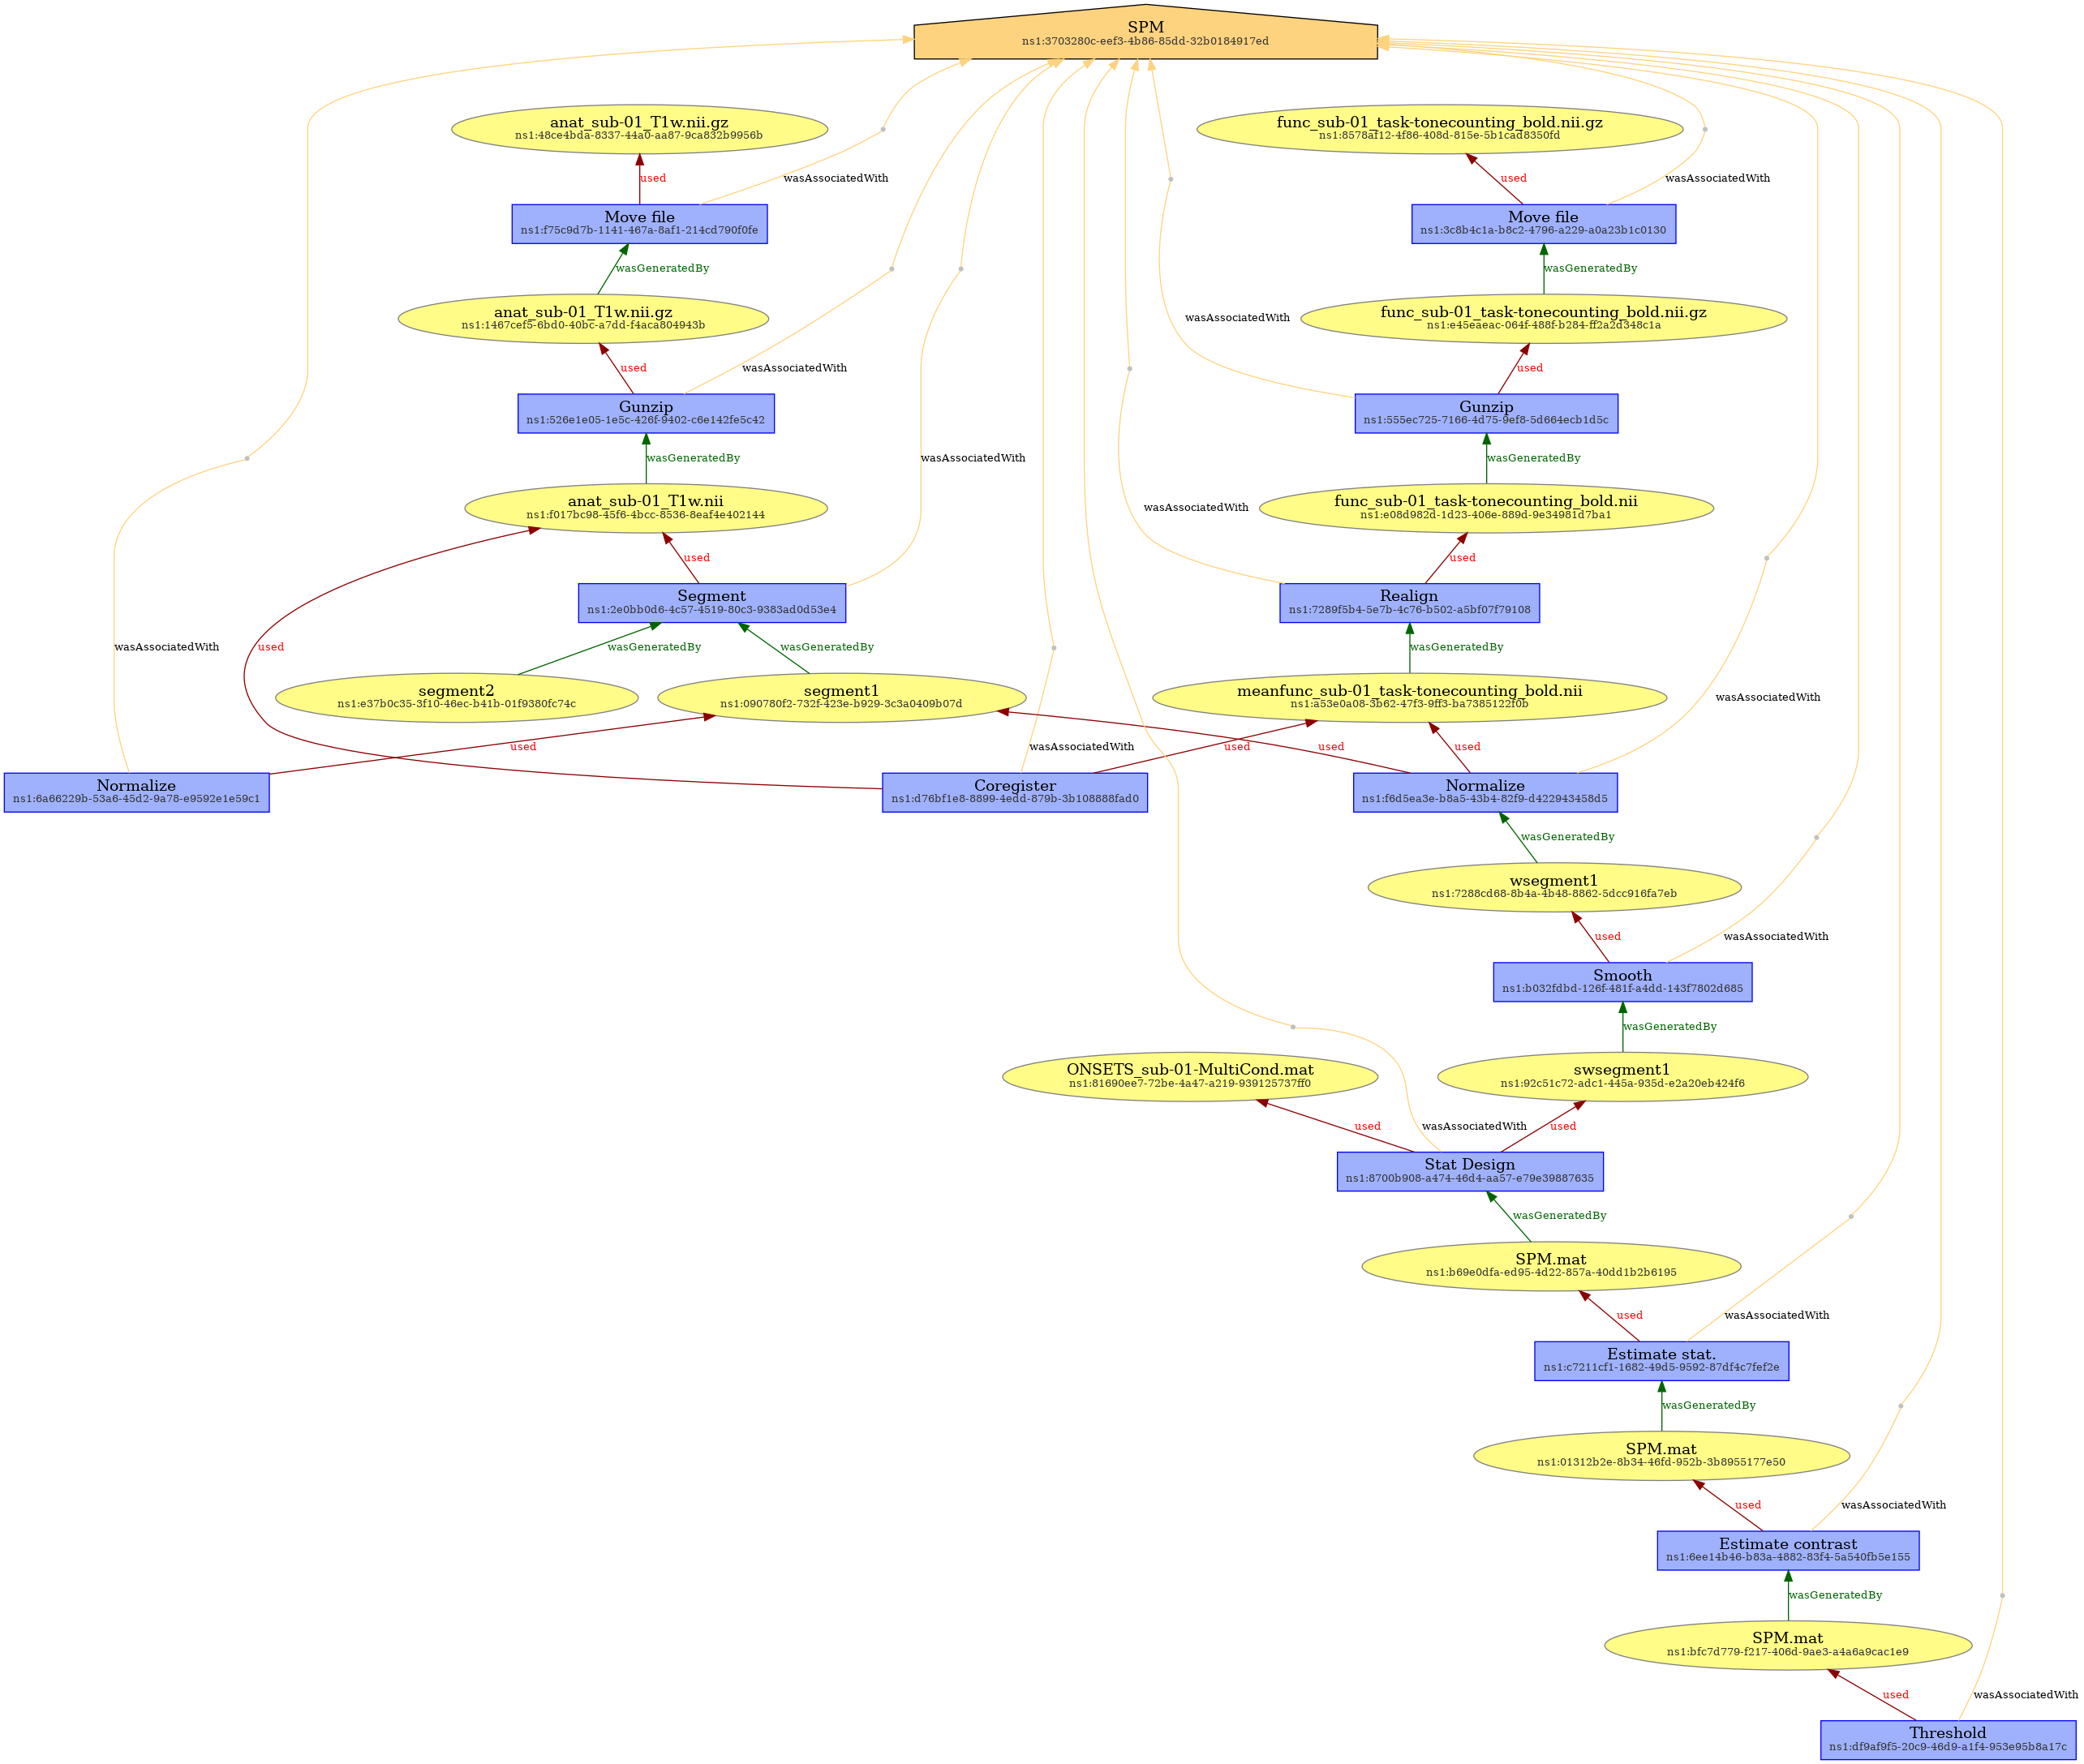 SPM
ns1:3703280c-eef3-4b86-85dd-32b0184917ed
anat_sub-01_T1w.nii.gz
ns1:48ce4bda-8337-44a0-aa87-9ca832b9956b
func_sub-01_task-tonecounting_bold.nii.gz
ns1:8578af12-4f86-408d-815e-5b1cad8350fd
used
wasAssociatedWith
used
wasAssociatedWith
Move file
ns1:f75c9d7b-1141-467a-8af1-214cd790f0fe
Move file
ns1:3c8b4c1a-b8c2-4796-a229-a0a23b1c0130
wasGeneratedBy
wasGeneratedBy
anat_sub-01_T1w.nii.gz
ns1:1467cef5-6bd0-40bc-a7dd-f4aca804943b
wasAssociatedWith
func_sub-01_task-tonecounting_bold.nii.gz
ns1:e45eaeac-064f-488f-b284-ff2a2d348c1a
used
wasAssociatedWith
used
Gunzip
ns1:526e1e05-1e5c-426f-9402-c6e142fe5c42
Gunzip
ns1:555ec725-7166-4d75-9ef8-5d664ecb1d5c
wasGeneratedBy
wasAssociatedWith
wasGeneratedBy
anat_sub-01_T1w.nii
ns1:f017bc98-45f6-4bcc-8536-8eaf4e402144
wasAssociatedWith
func_sub-01_task-tonecounting_bold.nii
ns1:e08d982d-1d23-406e-889d-9e34981d7ba1
used
used
Segment
ns1:2e0bb0d6-4c57-4519-80c3-9383ad0d53e4
Realign
ns1:7289f5b4-5e7b-4c76-b502-a5bf07f79108
wasAssociatedWith
used
wasGeneratedBy
wasGeneratedBy
wasGeneratedBy
segment2
ns1:e37b0c35-3f10-46ec-b41b-01f9380fc74c
segment1
ns1:090780f2-732f-423e-b929-3c3a0409b07d
meanfunc_sub-01_task-tonecounting_bold.nii
ns1:a53e0a08-3b62-47f3-9ff3-ba7385122f0b
wasAssociatedWith
used
wasAssociatedWith
used
used
used
Normalize
ns1:6a66229b-53a6-45d2-9a78-e9592e1e59c1
Coregister
ns1:d76bf1e8-8899-4edd-879b-3b108888fad0
Normalize
ns1:f6d5ea3e-b8a5-43b4-82f9-d422943458d5
wasGeneratedBy
wsegment1
ns1:7288cd68-8b4a-4b48-8862-5dcc916fa7eb
used
wasAssociatedWith
Smooth
ns1:b032fdbd-126f-481f-a4dd-143f7802d685
wasGeneratedBy
ONSETS_sub-01-MultiCond.mat
ns1:81690ee7-72be-4a47-a219-939125737ff0
swsegment1
ns1:92c51c72-adc1-445a-935d-e2a20eb424f6
used
wasAssociatedWith
used
Stat Design
ns1:8700b908-a474-46d4-aa57-e79e39887635
wasGeneratedBy
SPM.mat
ns1:b69e0dfa-ed95-4d22-857a-40dd1b2b6195
used
wasAssociatedWith
Estimate stat.
ns1:c7211cf1-1682-49d5-9592-87df4c7fef2e
wasGeneratedBy
SPM.mat
ns1:01312b2e-8b34-46fd-952b-3b8955177e50
used
wasAssociatedWith
Estimate contrast
ns1:6ee14b46-b83a-4882-83f4-5a540fb5e155
wasGeneratedBy
SPM.mat
ns1:bfc7d779-f217-406d-9ae3-a4a6a9cac1e9
used
wasAssociatedWith
Threshold
ns1:df9af9f5-20c9-46d9-a1f4-953e95b8a17c